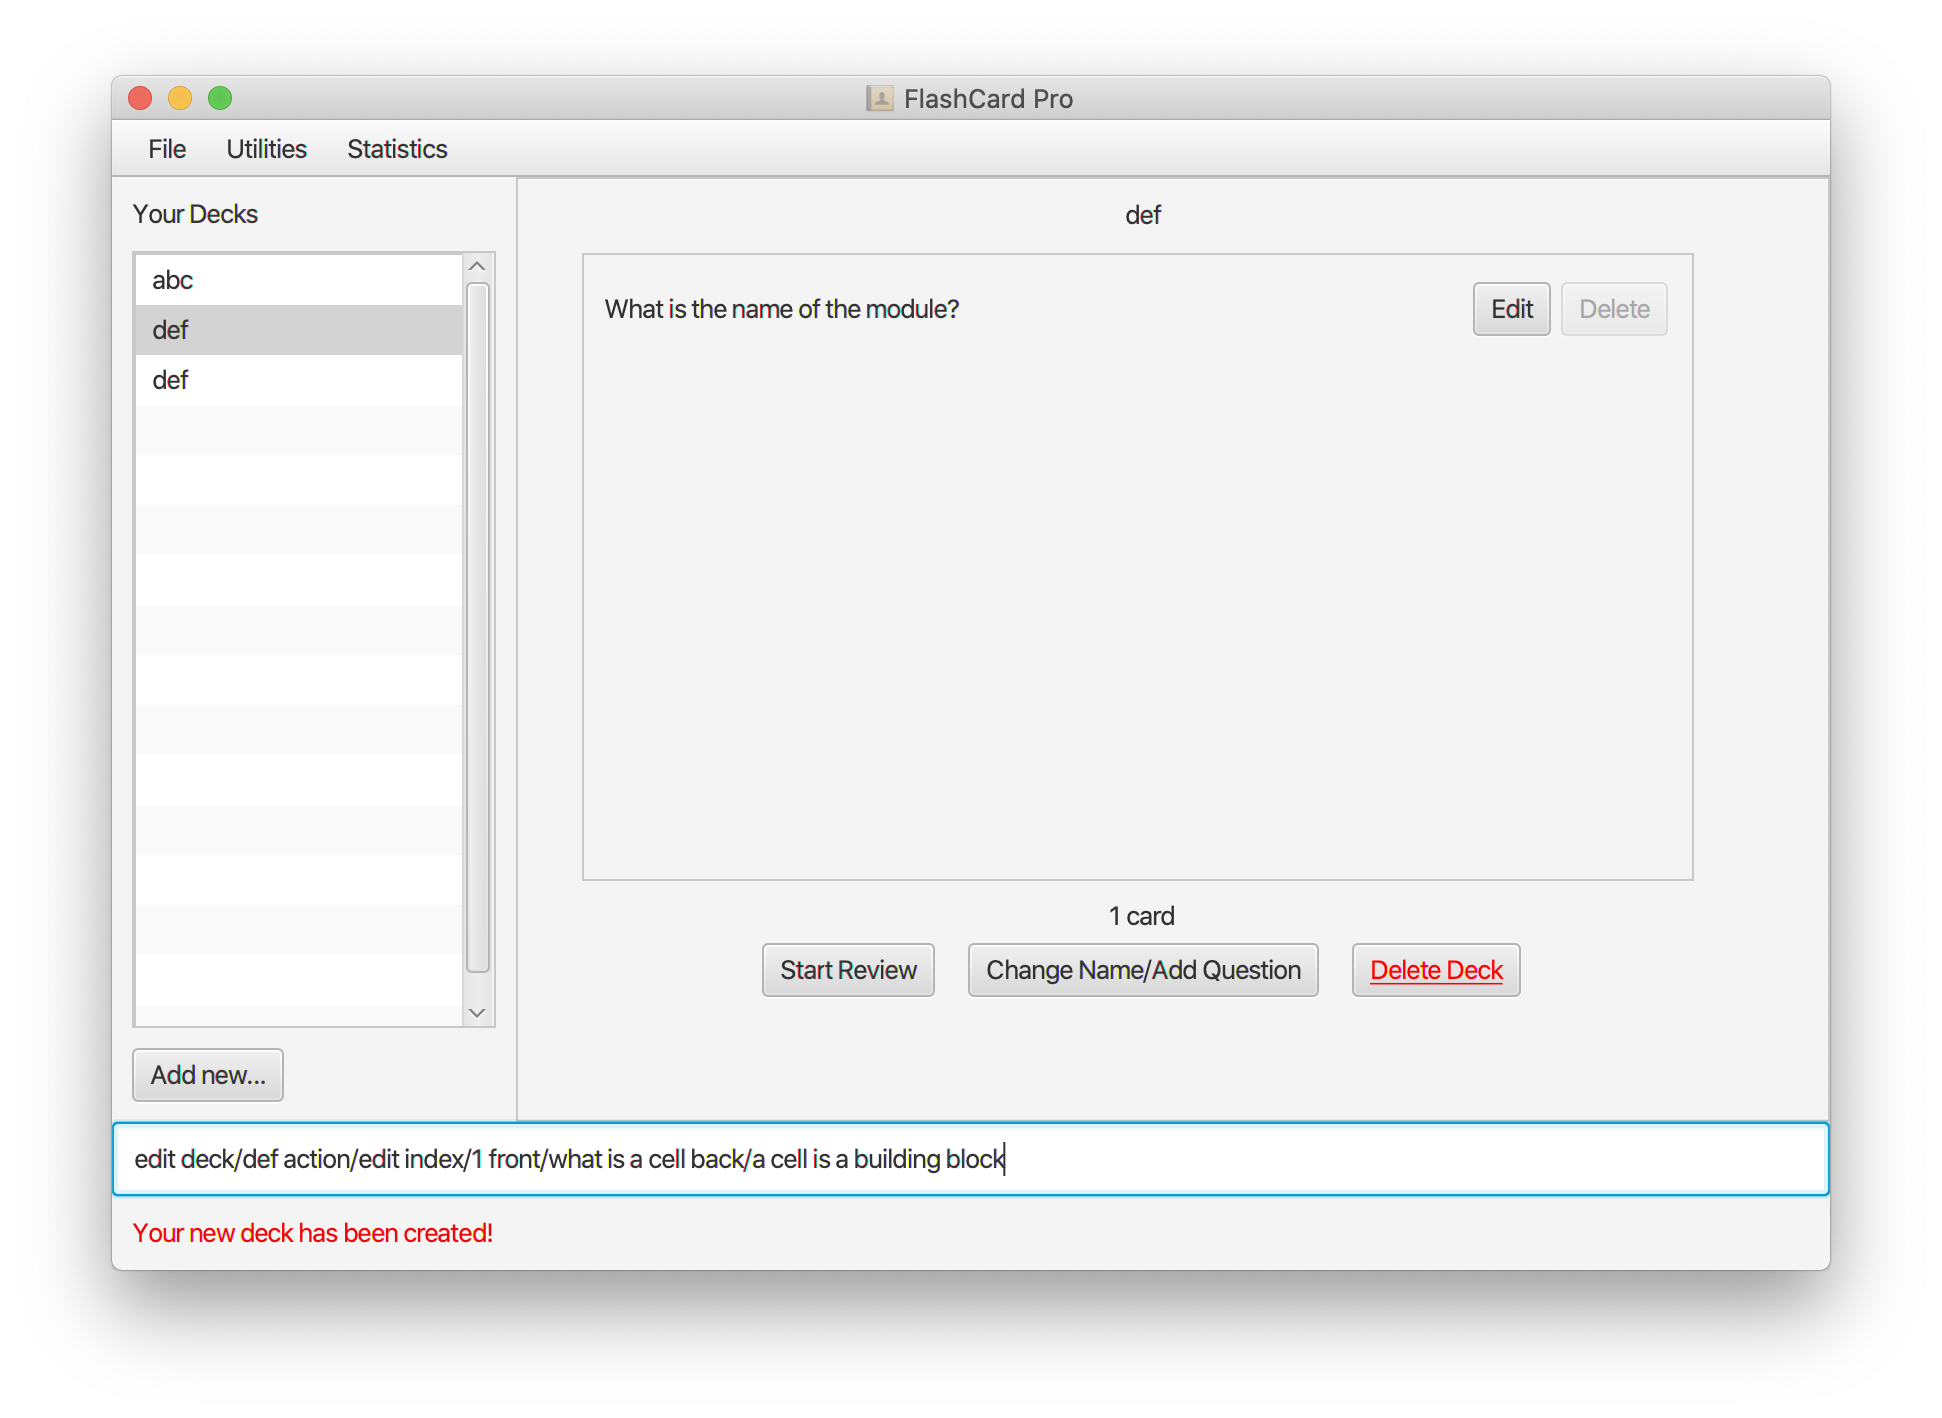 FlashCard Pro
File Utilities Statistics
Your Decks
abc
def
def
Add new...
def
What is the name of the module?
Edit Delete
1 card
Start Review Change Name/Add Question Delete Deck
edit deck/def action/edit index/1 front/what is a cell back/a cell is a building block
Your new deck has been created!